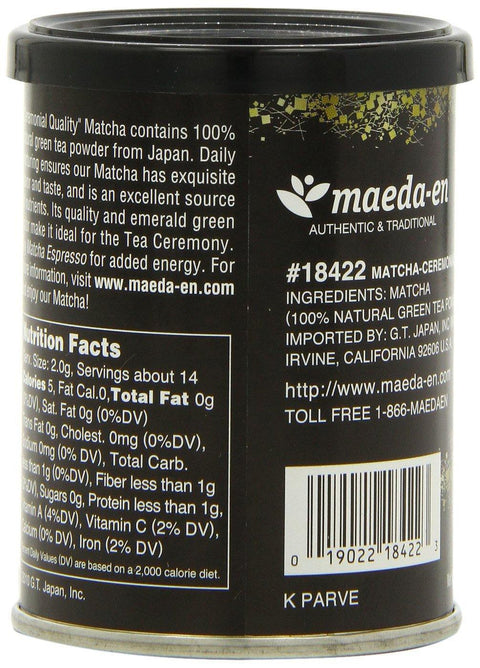 Quality" Matcha contains 100%
green tea powder from Japan. Daily
ensures our Matcha has exquisite
and taste, and is an excellent source
Its quality and emerald green
make it ideal for the Tea Ceremony.
Matcha Espresso for added energy. For
information, visit www.maeda-en.com
enjoy our Matcha!
Nutrition Facts
Size: 2.0g, Servings about 14
Calories 5, Fat Cal.0, Total Fat 0g
Sat. Fat 0g (0%DV)
Fat 0g, Cholest. 0mg (0%DV),
0mg (0% DV), Total Carb.
than 1g (0%DV), Fiber less than 1g
Sugars 0g, Protein less than 1g,
A (4%DV), Vitamin C (2% DV),
(0% DV), Iron (2% DV)
Daily Values (DV) are based on a 2,000 calorie diet.
G.T. Japan, Inc.
maeda-en
AUTHENTIC & TRADITIONAL
#18422 MATCHA-CEREMON
INGREDIENTS: MATCHA
(100% NATURAL GREEN TEA
IMPORTED BY: G.T. JAPAN,
IRVINE, CALIFORNIA 92606 U.S.A.
http://www.maeda-en.com
TOLL FREE 1-866-MAEDAEN
0 19022 18422 3
K PARVE